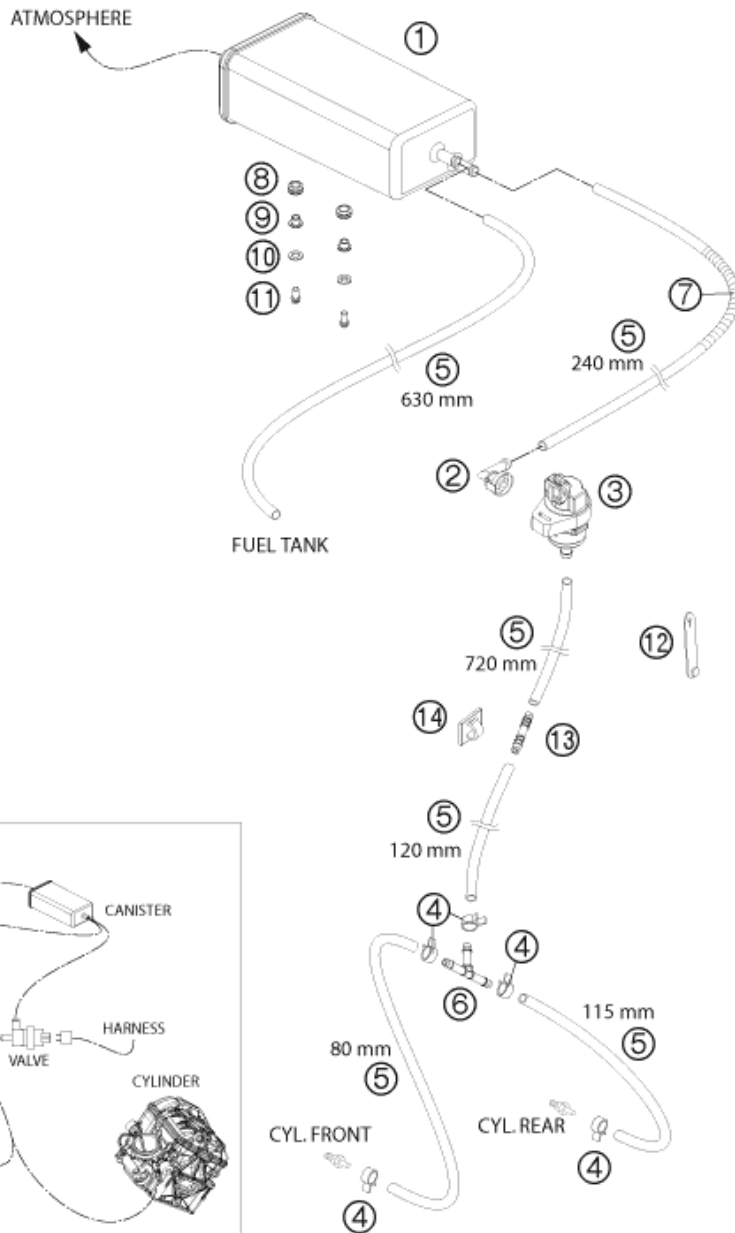 ATMOSPHERE
①
⑧
⑨
⑩
⑪
⑦
⑤
240 mm
⑤
630 mm
②
③
FUEL TANK
⑤
720 mm
⑫
⑭
⑬
⑤
120 mm
④
④
⑥
115 mm
⑤
80 mm
⑤
CYL. FRONT
CYL. REAR
④
④
CANISTER
HARNESS
VALVE
CYLINDER